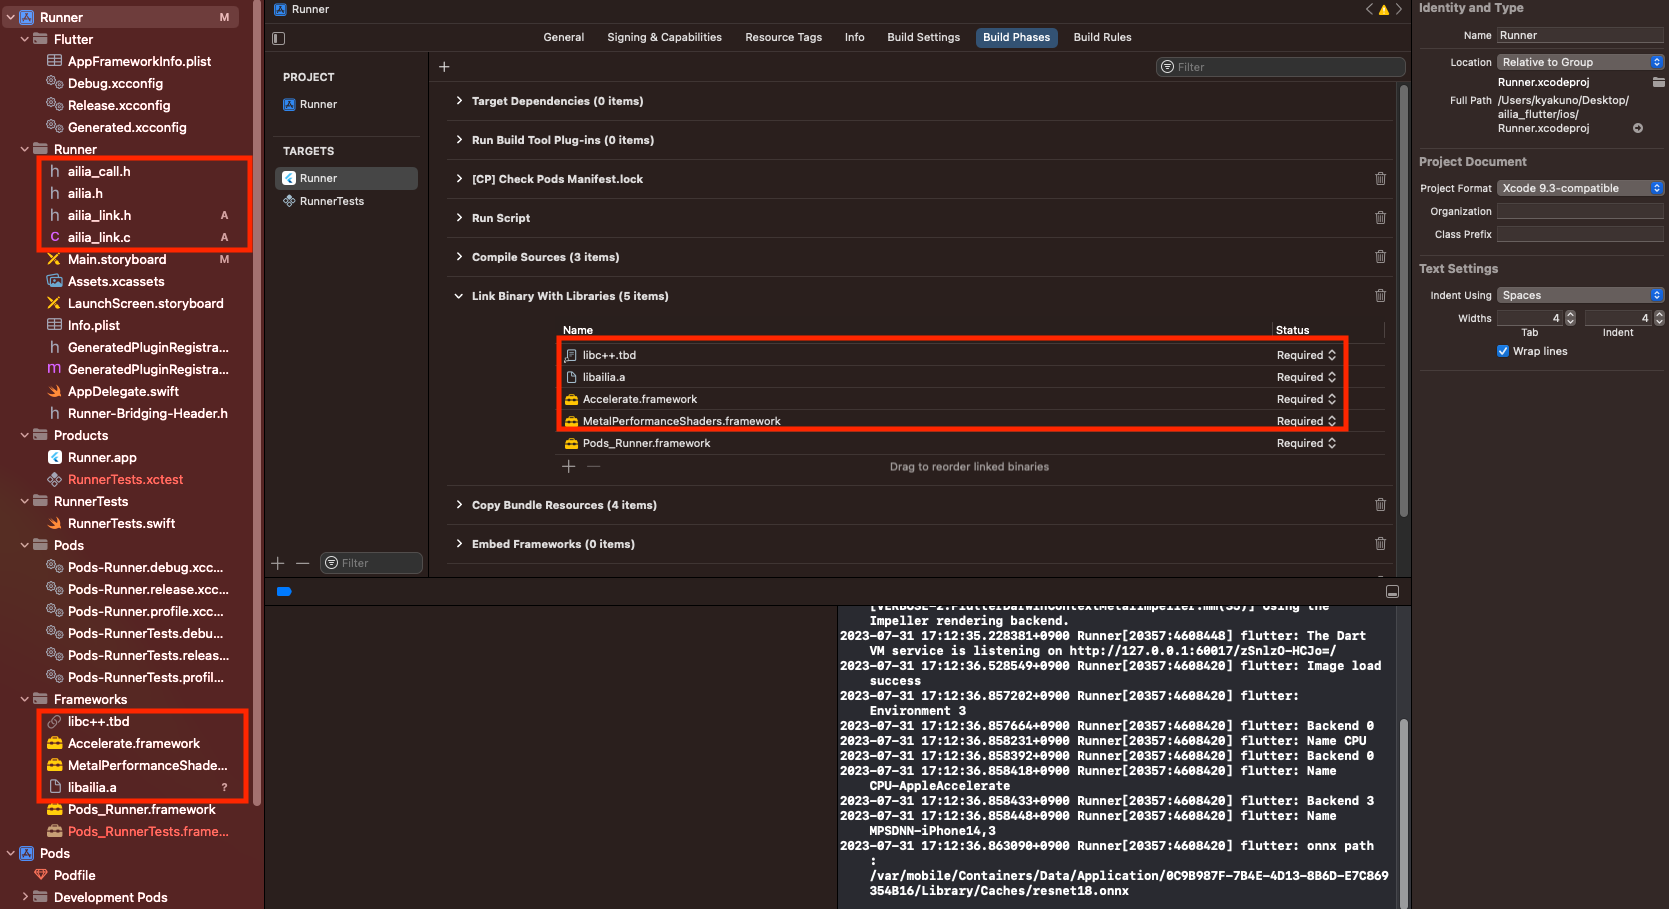 Runner
M
Flutter
AppFrameworkInfo.plist
Debug.xcconfig
Release.xcconfig
Generated.xcconfig
Runner
h ailia_call.h
h ailia.h
h ailia_link.h A
C ailia_link.c A
Main.storyboard M
Assets.xcassets
LaunchScreen.storyboard
Info.plist
h GeneratedPluginRegistra...
m GeneratedPluginRegistra...
AppDelegate.swift
h Runner-Bridging-Header.h
Products
Runner.app
RunnerTests.xctest
RunnerTests
RunnerTests.swift
Pods
Pods-Runner.debug.xcc...
Pods-Runner.release.xcc...
Pods-Runner.profile.xcc...
Pods-RunnerTests.debu...
Pods-RunnerTests.releas...
Pods-RunnerTests.profil...
Frameworks
libc++.tbd
Accelerate.framework
MetalPerformanceShade...
libailia.a ?
Pods_Runner.framework
Pods_RunnerTests.frame...
Pods
Podfile
Development Pods
Runner
General Signing & Capabilities Resource Tags Info Build Settings Build Phases Build Rules
PROJECT
Runner
TARGETS
Runner
RunnerTests
Filter
Filter
Target Dependencies (0 items)
Run Build Tool Plug-ins (0 items)
[CP] Check Pods Manifest.lock
Run Script
Compile Sources (3 items)
Link Binary With Libraries (5 items)
Name Status
libc++.tbd Required
libailia.a Required
Accelerate.framework Required
MetalPerformanceShaders.framework Required
Pods_Runner.framework Required
Drag to reorder linked binaries
Copy Bundle Resources (4 items)
Embed Frameworks (0 items)
[VERBOSE-2:FlutterDarwinContextMetalImpeller.mm(35)] Using the
Impeller rendering backend.
2023-07-31 17:12:35.228381+0900 Runner[20357:4608448] flutter: The Dart
VM service is listening on http://127.0.0.1:60017/zSnlzO-HCJo=/
2023-07-31 17:12:36.528549+0900 Runner[20357:4608420] flutter: Image load
success
2023-07-31 17:12:36.857202+0900 Runner[20357:4608420] flutter:
Environment 3
2023-07-31 17:12:36.857664+0900 Runner[20357:4608420] flutter: Backend 0
2023-07-31 17:12:36.858231+0900 Runner[20357:4608420] flutter: Name CPU
2023-07-31 17:12:36.858392+0900 Runner[20357:4608420] flutter: Backend 0
2023-07-31 17:12:36.858418+0900 Runner[20357:4608420] flutter: Name
CPU-AppleAccelerate
2023-07-31 17:12:36.858433+0900 Runner[20357:4608420] flutter: Backend 3
2023-07-31 17:12:36.858448+0900 Runner[20357:4608420] flutter: Name
MPSDNN-iPhone14,3
2023-07-31 17:12:36.863090+0900 Runner[20357:4608420] flutter: onnx path
:
/var/mobile/Containers/Data/Application/0C9B987F-7B4E-4D13-8B6D-E7C869
354B16/Library/Caches/resnet18.onnx
Identity and Type
Name Runner
Location Relative to Group
Runner.xcodeproj
Full Path /Users/kyakuno/Desktop/
ailia_flutter/ios/
Runner.xcodeproj
Project Document
Project Format Xcode 9.3-compatible
Organization
Class Prefix
Text Settings
Indent Using Spaces
Widths 4 4
Tab Indent
Wrap lines